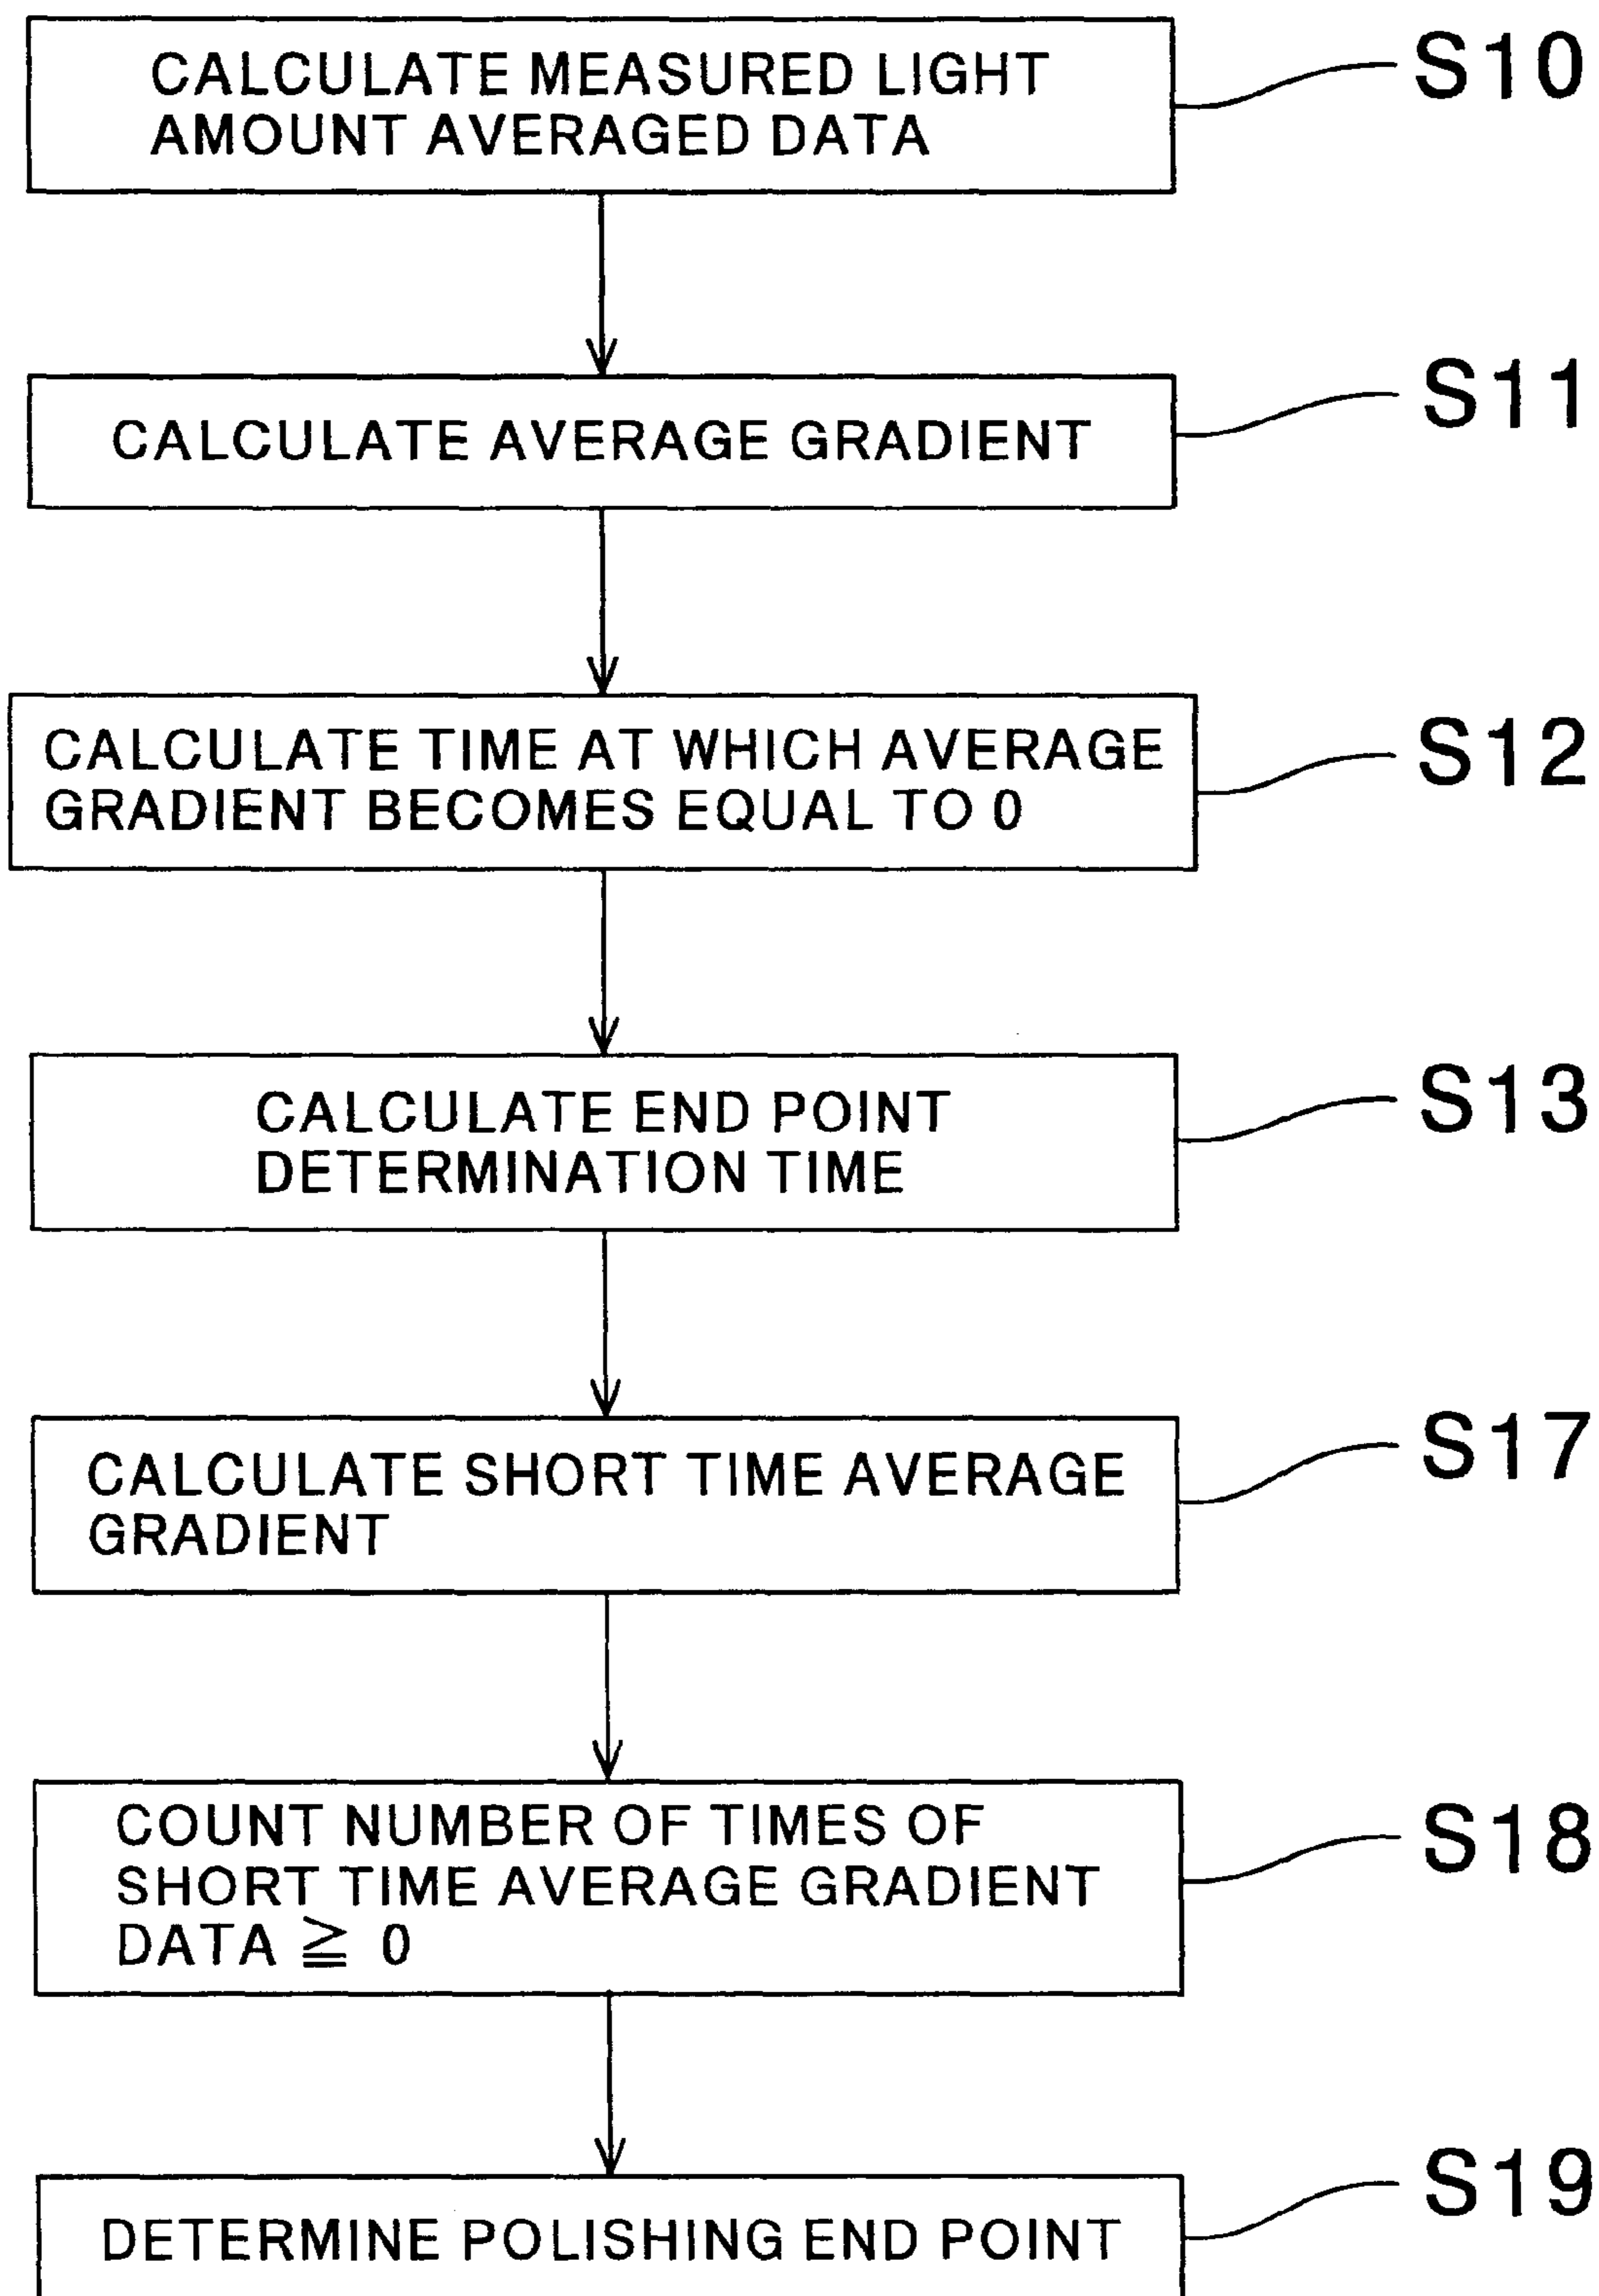 CALCULATE MEASURED LIGHT
AMOUNT AVERAGED DATA
S10
CALCULATE AVERAGE GRADIENT
S11
CALCULATE TIME AT WHICH AVERAGE
GRADIENT BECOMES EQUAL TO 0
S12
CALCULATE END POINT
DETERMINATION TIME
S13
CALCULATE SHORT TIME AVERAGE
GRADIENT
S17
COUNT NUMBER OF TIMES OF
SHORT TIME AVERAGE GRADIENT
DATA ≧ 0
S18
DETERMINE POLISHING END POINT
S19